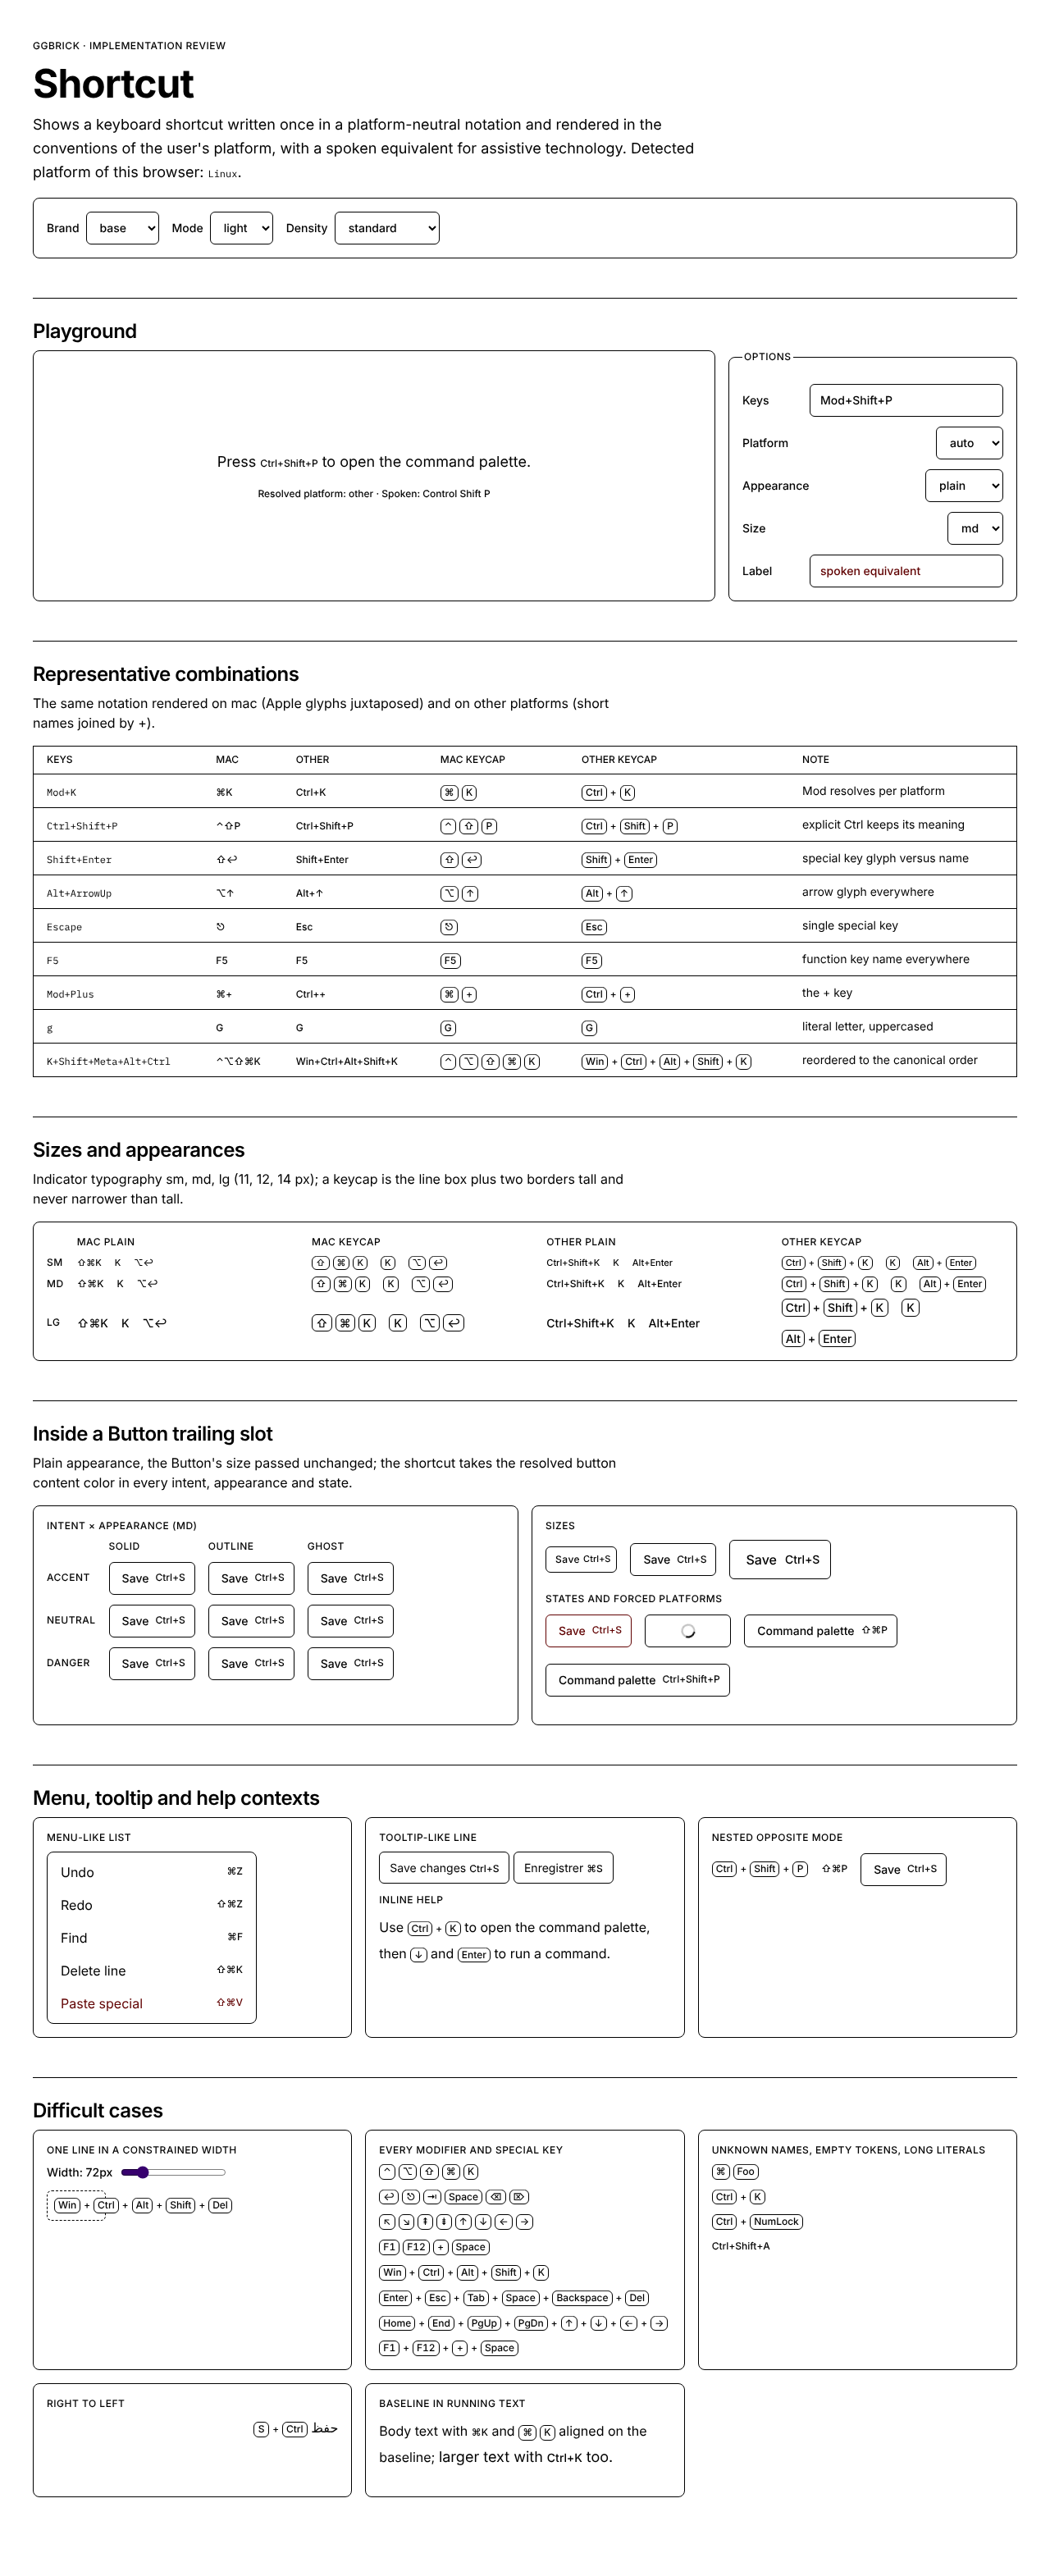 GGBRICK · IMPLEMENTATION REVIEW
Shortcut
Shows a keyboard shortcut written once in a platform-neutral notation and rendered in the
conventions of the user's platform, with a spoken equivalent for assistive technology. Detected
platform of this browser: Linux.
Brand base Mode light Density standard
Playground
Press Ctrl+Shift+P to open the command palette.
Resolved platform: other · Spoken: Control Shift P
OPTIONS
Keys Mod+Shift+P
Platform auto
Appearance plain
Size md
Label spoken equivalent
Representative combinations
The same notation rendered on mac (Apple glyphs juxtaposed) and on other platforms (short
names joined by +).
KEYS MAC OTHER MAC KEYCAP OTHER KEYCAP NOTE
Mod+K ⌘K Ctrl+K ⌘ K Ctrl + K Mod resolves per platform
Ctrl+Shift+P ⌃⇧P Ctrl+Shift+P ⌃ ⇧ P Ctrl + Shift + P explicit Ctrl keeps its meaning
Shift+Enter ⇧↩ Shift+Enter ⇧ ↩ Shift + Enter special key glyph versus name
Alt+ArrowUp ⌥↑ Alt+↑ ⌥ ↑ Alt + ↑ arrow glyph everywhere
Escape ⎋ Esc ⎋ Esc single special key
F5 F5 F5 F5 F5 function key name everywhere
Mod+Plus ⌘+ Ctrl++ ⌘ + Ctrl + + the + key
g G G G G literal letter, uppercased
K+Shift+Meta+Alt+Ctrl ⌃⌥⇧⌘K Win+Ctrl+Alt+Shift+K ⌃ ⌥ ⇧ ⌘ K Win + Ctrl + Alt + Shift + K reordered to the canonical order
Sizes and appearances
Indicator typography sm, md, lg (11, 12, 14 px); a keycap is the line box plus two borders tall and
never narrower than tall.
MAC PLAIN MAC KEYCAP OTHER PLAIN OTHER KEYCAP
SM ⇧⌘K K ⌥↩ ⇧ ⌘ K K ⌥ ↩ Ctrl+Shift+K K Alt+Enter Ctrl + Shift + K K Alt + Enter
MD ⇧⌘K K ⌥↩ ⇧ ⌘ K K ⌥ ↩ Ctrl+Shift+K K Alt+Enter Ctrl + Shift + K K Alt + Enter
LG ⇧⌘K K ⌥↩ ⇧ ⌘ K K ⌥ ↩ Ctrl+Shift+K K Alt+Enter Ctrl + Shift + K K
Alt + Enter
Inside a Button trailing slot
Plain appearance, the Button's size passed unchanged; the shortcut takes the resolved button
content color in every intent, appearance and state.
INTENT × APPEARANCE (MD)
SOLID OUTLINE GHOST
ACCENT Save Ctrl+S Save Ctrl+S Save Ctrl+S
NEUTRAL Save Ctrl+S Save Ctrl+S Save Ctrl+S
DANGER Save Ctrl+S Save Ctrl+S Save Ctrl+S
SIZES
Save Ctrl+S Save Ctrl+S Save Ctrl+S
STATES AND FORCED PLATFORMS
Save Ctrl+S Command palette ⇧⌘P
Command palette Ctrl+Shift+P
Menu, tooltip and help contexts
MENU-LIKE LIST
Undo ⌘Z
Redo ⇧⌘Z
Find ⌘F
Delete line ⇧⌘K
Paste special ⇧⌘V
TOOLTIP-LIKE LINE
Save changes Ctrl+S Enregistrer ⌘S
INLINE HELP
Use Ctrl + K to open the command palette,
then ↓ and Enter to run a command.
NESTED OPPOSITE MODE
Ctrl + Shift + P ⇧⌘P Save Ctrl+S
Difficult cases
ONE LINE IN A CONSTRAINED WIDTH
Width: 72px
Win + Ctrl + Alt + Shift + Del
EVERY MODIFIER AND SPECIAL KEY
⌃ ⌥ ⇧ ⌘ K
↩ ⎋ ⇥ Space ⌫ ⌦
↖ ↘ ⇞ ⇟ ↑ ↓ ← →
F1 F12 + Space
Win + Ctrl + Alt + Shift + K
Enter + Esc + Tab + Space + Backspace + Del
Home + End + PgUp + PgDn + ↑ + ↓ + ← + →
F1 + F12 + + + Space
UNKNOWN NAMES, EMPTY TOKENS, LONG LITERALS
⌘ Foo
Ctrl + K
Ctrl + NumLock
Ctrl+Shift+A
RIGHT TO LEFT
حفظ Ctrl + S
BASELINE IN RUNNING TEXT
Body text with ⌘K and ⌘ K aligned on the
baseline; larger text with Ctrl+K too.